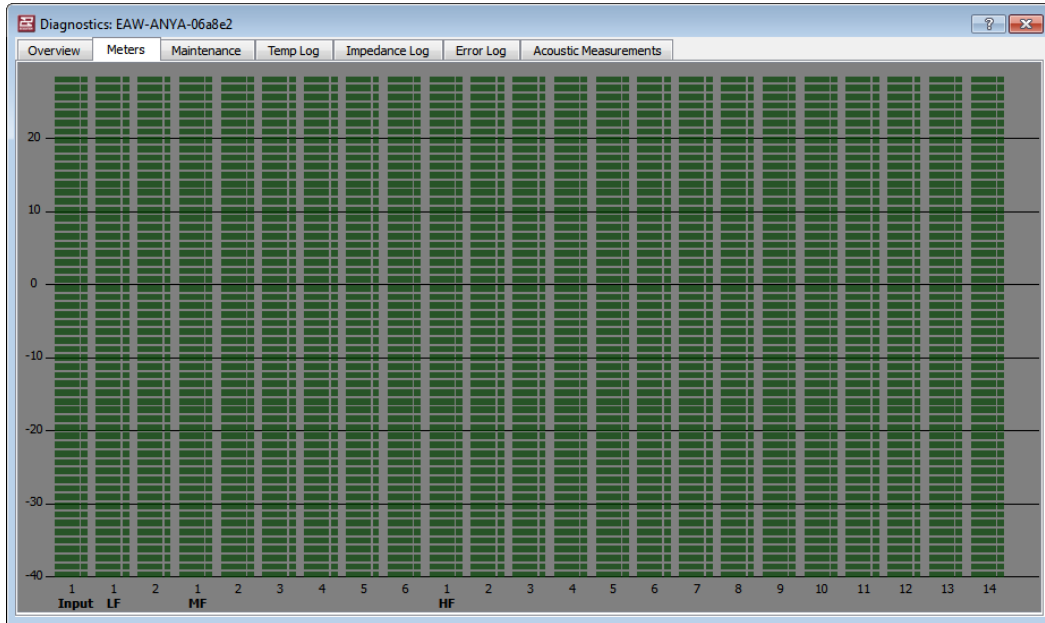 Diagnostics: EAW-ANYA-06a8e2
Overview Meters Maintenance Temp Log Impedance Log Error Log Acoustic Measurements
20
10
0
-10
-20
-30
-40
1 1 2 1 2 3 4 5 6 1 2 3 4 5 6 7 8 9 10 11 12 13 14
Input LF MF HF